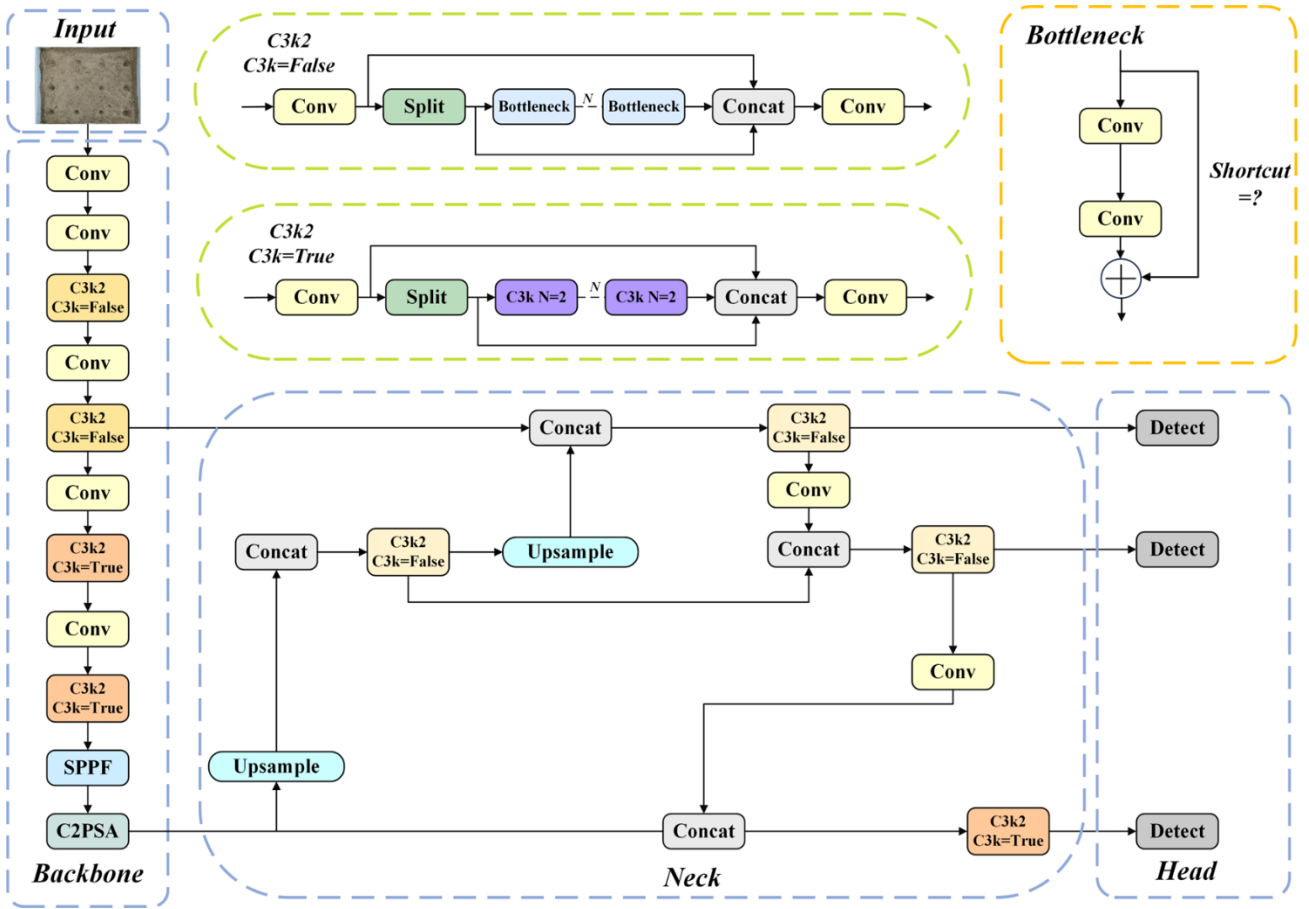 Input
Conv
Conv
C3k2
C3k=False
Conv
C3k2
C3k=False
Conv
C3k2
C3k=True
Conv
C3k2
C3k=True
SPPF
C2PSA
Backbone
C3k2
C3k=False
Conv
Split
Bottleneck
N
Bottleneck
Concat
Conv
C3k2
C3k=True
Conv
Split
C3k N=2
N
C3k N=2
Concat
Conv
Bottleneck
Conv
Conv
Shortcut
=?
Concat
C3k2
C3k=False
Conv
Concat
C3k2
C3k=False
Upsample
Concat
C3k2
C3k=False
Conv
Upsample
Concat
C3k2
C3k=True
Neck
Detect
Detect
Detect
Head